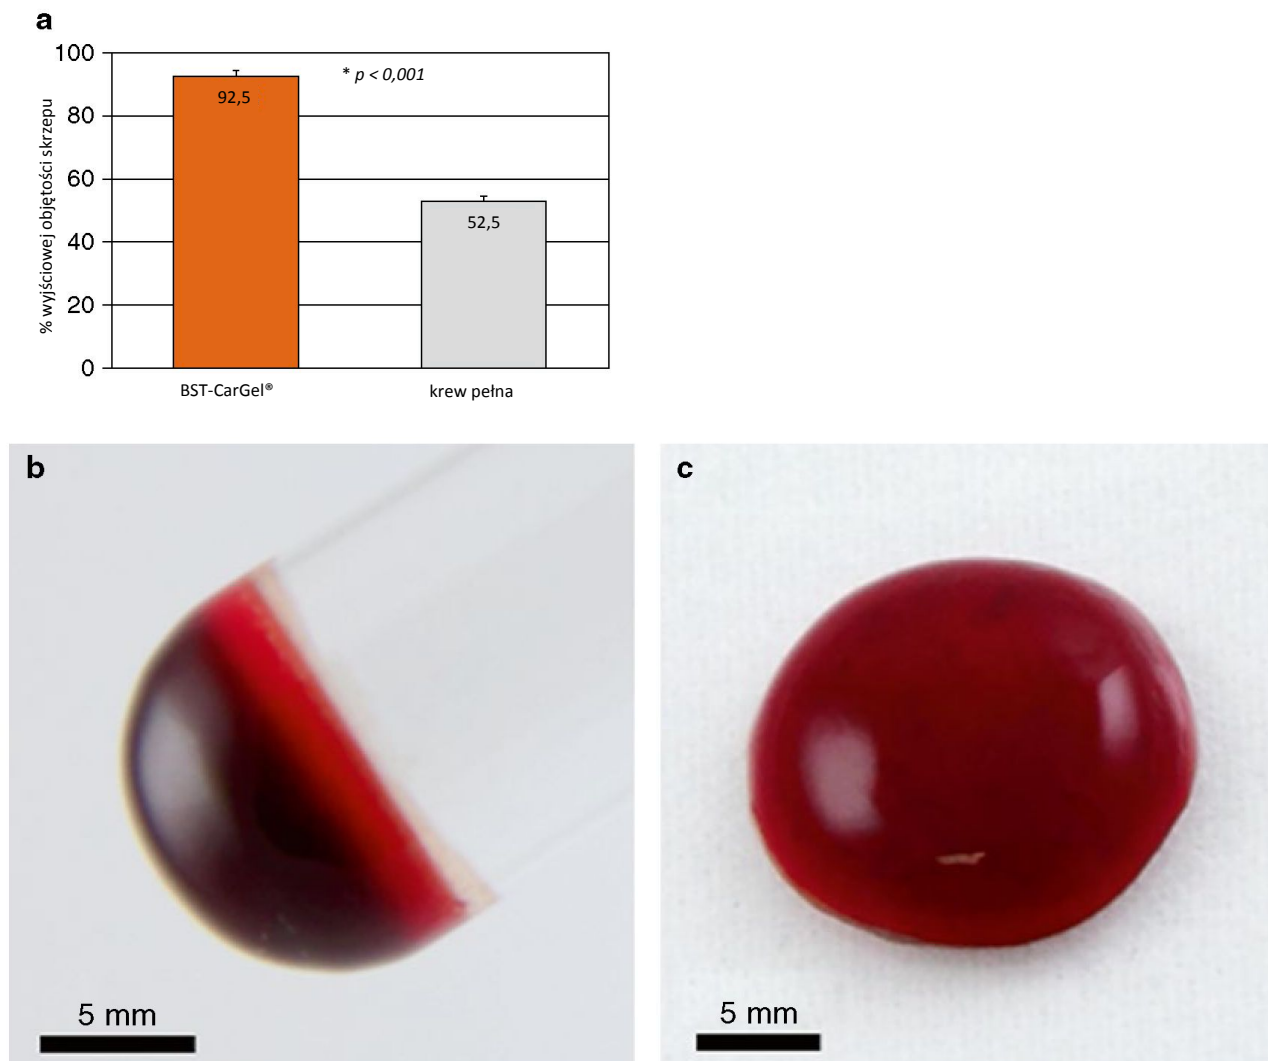 a
100
80
60
40
20
0
% wyjściowej objętości skrzepu
* p < 0,001
92,5
52,5
BST-CarGel®
krew pełna
b
5 mm
c
5 mm